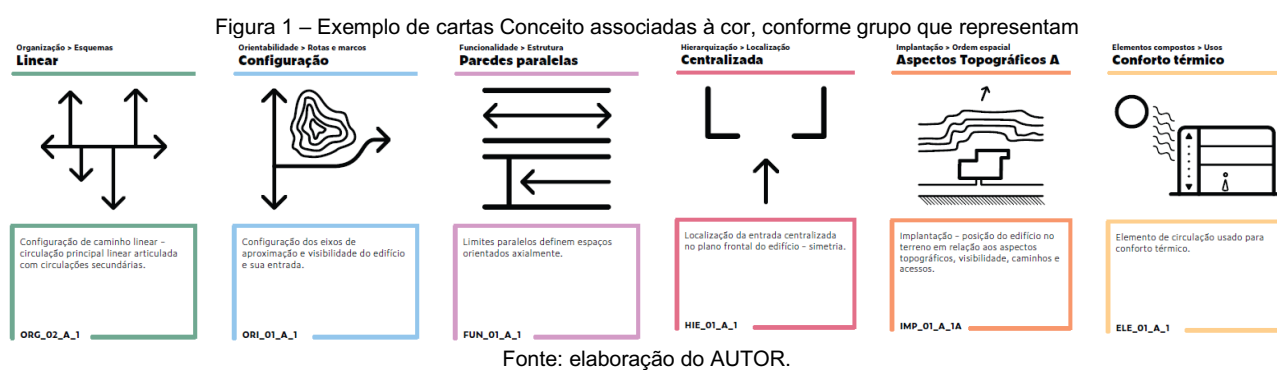 Figura 1 – Exemplo de cartas Conceito associadas à cor, conforme grupo que representam
Organização > Esquemas
Linear
Configuração de caminho linear –
circulação principal linear articulada
com circulações secundárias.
ORG_02_A_1
Orientabilidade > Rotas e marcos
Configuração
Configuração dos eixos de
aproximação e visibilidade do edifício
e sua entrada.
ORI_01_A_1
Funcionalidade > Estrutura
Paredes paralelas
Limites paralelos definem espaços
orientados axialmente.
FUN_01_A_1
Hierarquização > Localização
Centralizada
Localização da entrada centralizada
no plano frontal do edifício – simetria.
HIE_01_A_1
Implantação > Ordem espacial
Aspectos Topográficos A
Implantação – posição do edifício no
terreno em relação aos aspectos
topográficos, visibilidade, caminhos e
acessos.
IMP_01_A_1A
Elementos compostos > Usos
Conforto térmico
Elemento de circulação usado para
conforto térmico.
ELE_01_A_1
Fonte: elaboração do AUTOR.